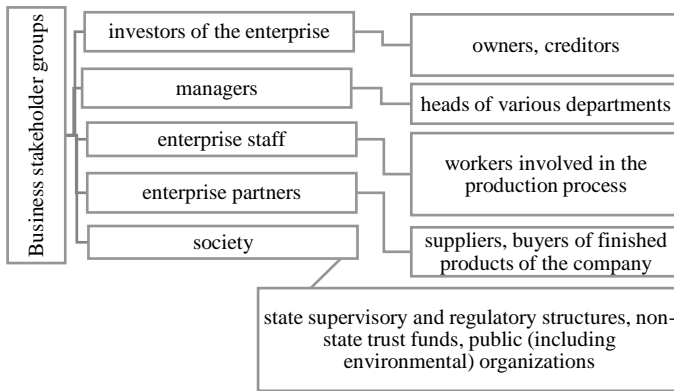 Business stakeholder groups
investors of the enterprise
owners, creditors
managers
heads of various departments
enterprise staff
workers involved in the
production process
enterprise partners
suppliers, buyers of finished
products of the company
society
state supervisory and regulatory structures, non-
state trust funds, public (including
environmental) organizations